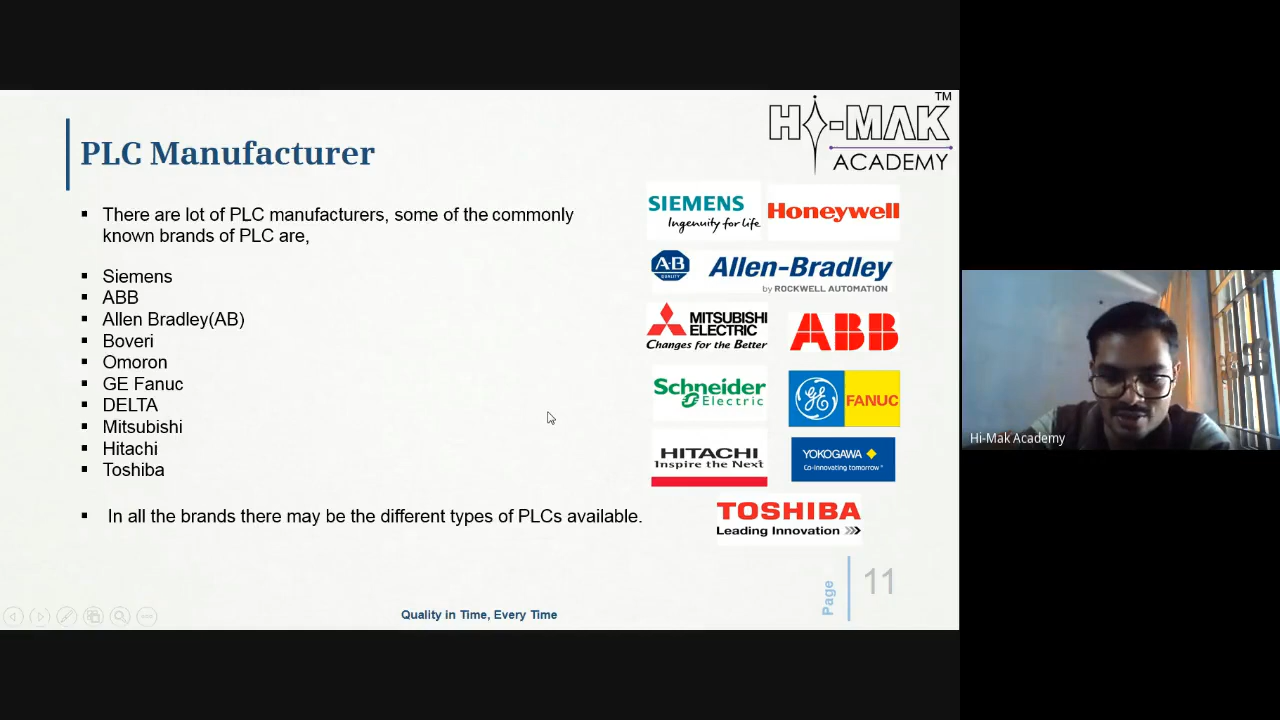 HI-MAK
TM
ACADEMY
PLC Manufacturer
▪ There are lot of PLC manufacturers, some of the commonly
known brands of PLC are,
▪ Siemens
▪ ABB
▪ Allen Bradley(AB)
▪ Boveri
▪ Omoron
▪ GE Fanuc
▪ DELTA
▪ Mitsubishi
▪ Hitachi
▪ Toshiba
▪ In all the brands there may be the different types of PLCs available.
SIEMENS
Ingenuity for life
Honeywell
A-B
QUALITY
Allen-Bradley
by ROCKWELL AUTOMATION
MITSUBISHI
ELECTRIC
Changes for the Better
ABB
Schneider
Electric
GE
FANUC
HITACHI
Inspire the Next
YOKOGAWA
Co-innovating tomorrow™
TOSHIBA
Leading Innovation >>>
Page
11
Quality in Time, Every Time
Hi-Mak Academy